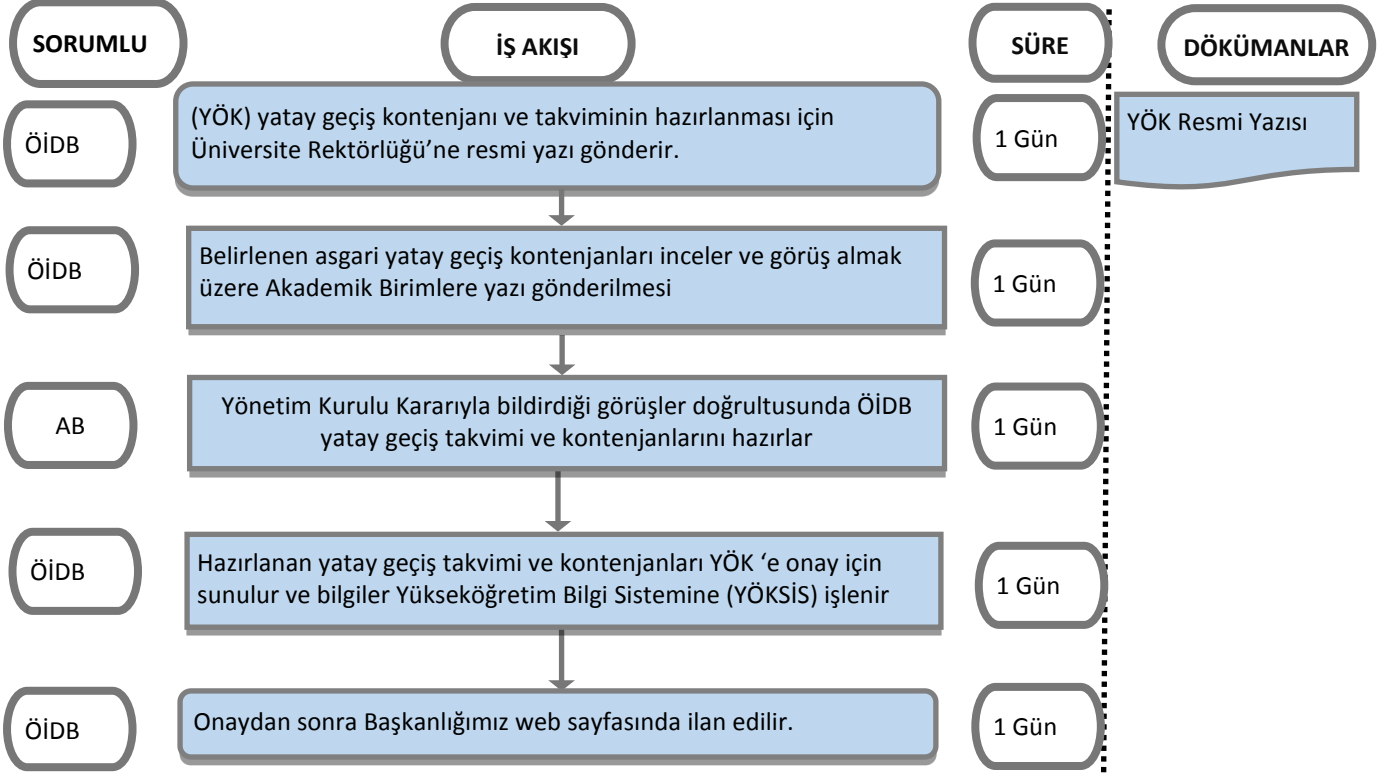 SORUMLU
İŞ AKIŞI
SÜRE
DÖKÜMANLAR
ÖİDB
(YÖK) yatay geçiş kontenjanı ve takviminin hazırlanması için
Üniversite Rektörlüğü’ne resmi yazı gönderir.
1 Gün
YÖK Resmi Yazısı
ÖİDB
Belirlenen asgari yatay geçiş kontenjanları inceler ve görüş almak
üzere Akademik Birimlere yazı gönderilmesi
1 Gün
AB
Yönetim Kurulu Kararıyla bildirdiği görüşler doğrultusunda ÖİDB
yatay geçiş takvimi ve kontenjanlarını hazırlar
1 Gün
ÖİDB
Hazırlanan yatay geçiş takvimi ve kontenjanları YÖK ‘e onay için
sunulur ve bilgiler Yükseköğretim Bilgi Sistemine (YÖKSİS) işlenir
1 Gün
ÖİDB
Onaydan sonra Başkanlığımız web sayfasında ilan edilir.
1 Gün